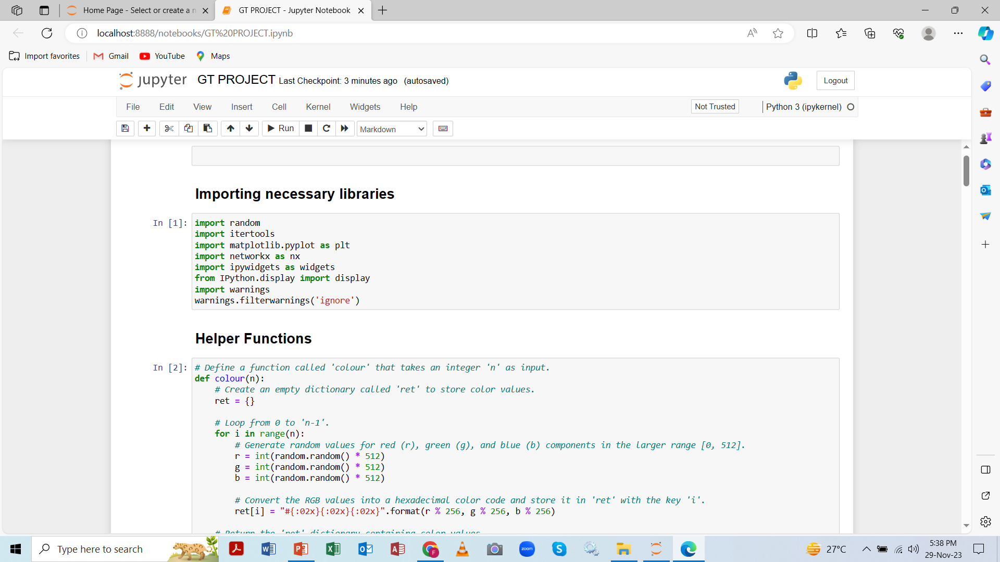 Home Page - Select or create a n
GT PROJECT - Jupyter Notebook
localhost:8888/notebooks/GT%20PROJECT.ipynb
Import favorites
Gmail
YouTube
Maps
jupyter
GT PROJECT Last Checkpoint: 3 minutes ago (autosaved)
Logout
File Edit View Insert Cell Kernel Widgets Help
Not Trusted
Python 3 (ipykernel)
Run
Markdown
Importing necessary libraries
In [1]:
import random
import itertools
import matplotlib.pyplot as plt
import networkx as nx
import ipywidgets as widgets
from IPython.display import display
import warnings
warnings.filterwarnings('ignore')
Helper Functions
In [2]:
# Define a function called 'colour' that takes an integer 'n' as input.
def colour(n):
    # Create an empty dictionary called 'ret' to store color values.
    ret = {}
    # Loop from 0 to 'n-1'.
    for i in range(n):
        # Generate random values for red (r), green (g), and blue (b) components in the larger range [0, 512].
        r = int(random.random() * 512)
        g = int(random.random() * 512)
        b = int(random.random() * 512)
        # Convert the RGB values into a hexadecimal color code and store it in 'ret' with the key 'i'.
        ret[i] = "#{:02x}{:02x}{:02x}".format(r % 256, g % 256, b % 256)
    # Return the 'ret' dictionary containing color values.
Type here to search
zoom
27°C
5:38 PM
29-Nov-23